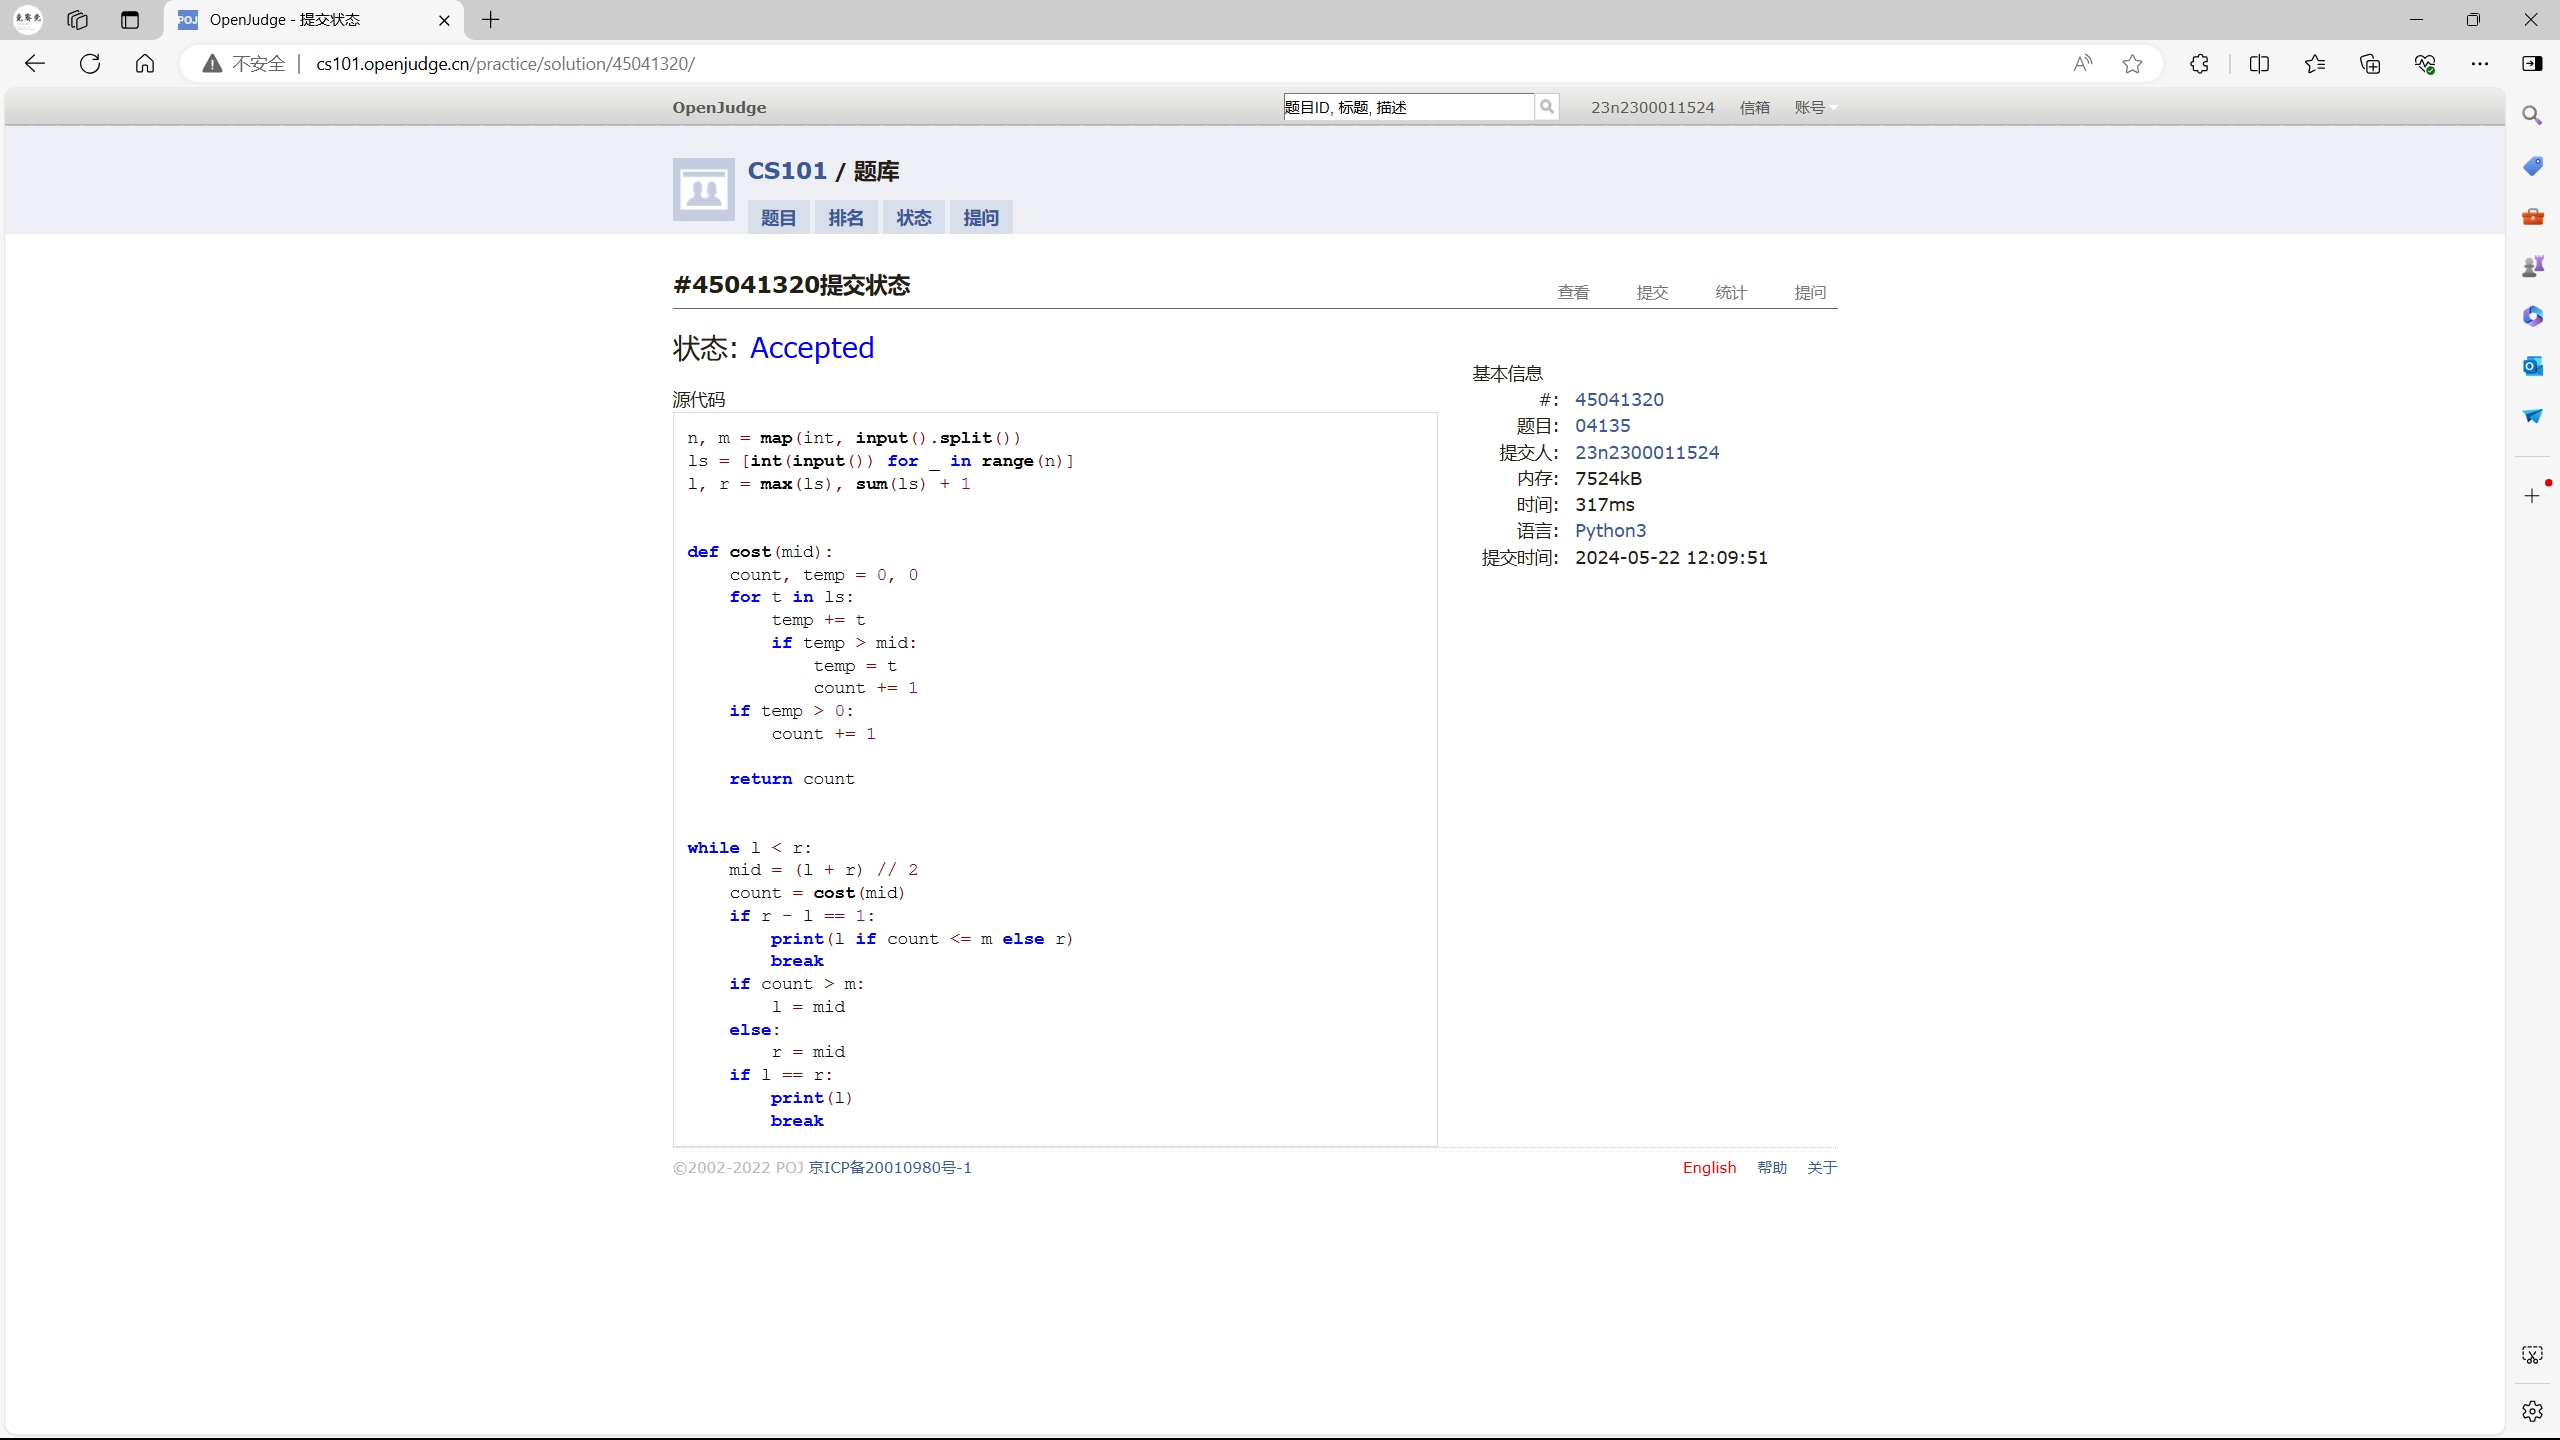 OpenJudge - 提交状态
不安全
cs101.openjudge.cn/practice/solution/45041320/
OpenJudge
题目ID, 标题, 描述
23n2300011524
信箱
账号
CS101 / 题库
题目
排名
状态
提问
#45041320提交状态
查看
提交
统计
提问
状态: Accepted
源代码
n, m = map(int, input().split())
ls = [int(input()) for _ in range(n)]
l, r = max(ls), sum(ls) + 1
def cost(mid):
    count, temp = 0, 0
    for t in ls:
        temp += t
        if temp > mid:
            temp = t
            count += 1
    if temp > 0:
        count += 1
    return count
while l < r:
    mid = (l + r) // 2
    count = cost(mid)
    if r - l == 1:
        print(l if count <= m else r)
        break
    if count > m:
        l = mid
    else:
        r = mid
    if l == r:
        print(l)
        break
基本信息
#: 45041320
题目: 04135
提交人: 23n2300011524
内存: 7524kB
时间: 317ms
语言: Python3
提交时间: 2024-05-22 12:09:51
©2002-2022 POJ 京ICP备20010980号-1
English
帮助
关于